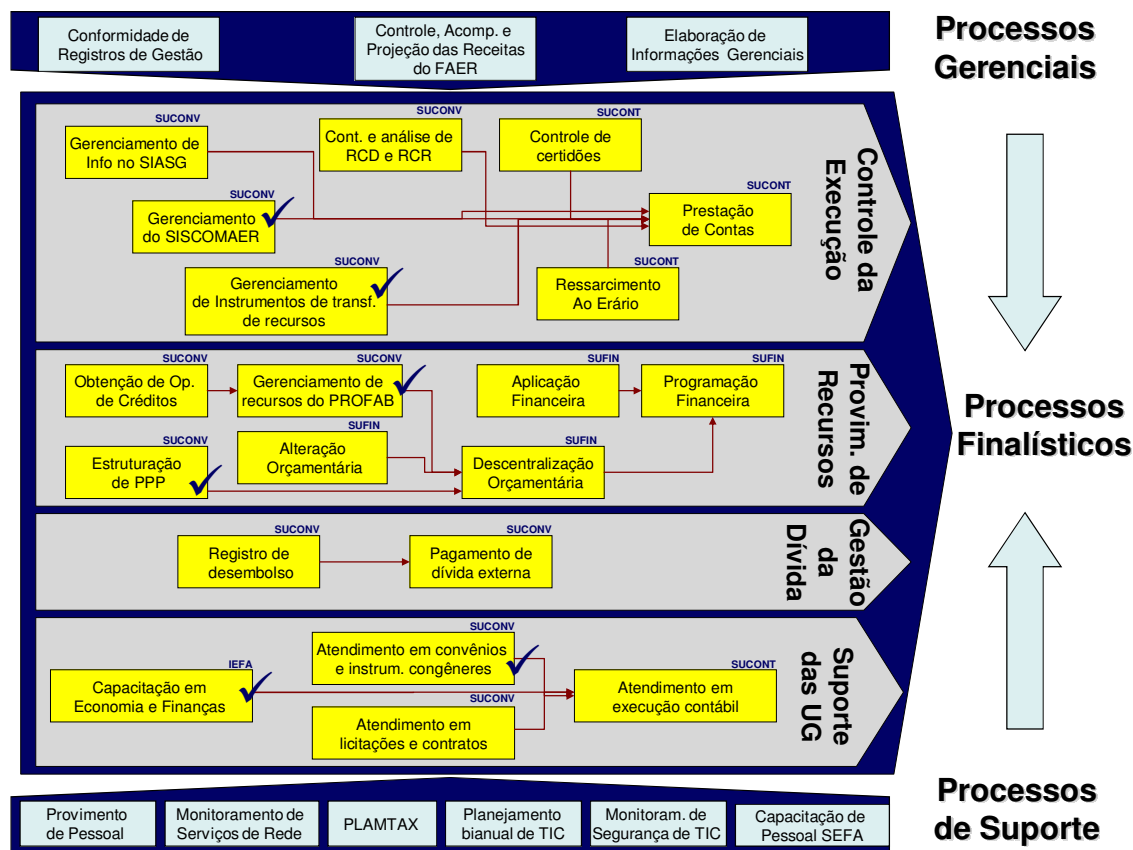 Conformidade de
Registros de Gestão
Controle, Acomp. e
Projeção das Receitas
do FAER
Elaboração de
Informações Gerenciais
Processos
Gerenciais
SUCONV
Gerenciamento de
Info no SIASG
SUCONV
Cont. e análise de
RCD e RCR
SUCONT
Controle de
certidões
SUCONV
Gerenciamento
do SISCOMAER
SUCONT
Prestação
de Contas
SUCONV
Gerenciamento
de Instrumentos de transf.
de recursos
SUCONT
Ressarcimento
Ao Erário
Controle da
Execução
SUCONV
Obtenção de Op.
de Créditos
SUCONV
Gerenciamento de
recursos do PROFAB
SUFIN
Aplicação
Financeira
SUFIN
Programação
Financeira
SUCONV
Estruturação
de PPP
SUFIN
Alteração
Orçamentária
SUFIN
Descentralização
Orçamentária
Provim. de
Recursos
Processos
Finalísticos
SUCONV
Registro de
desembolso
SUCONV
Pagamento de
dívida externa
Gestão
da
Dívida
IEFA
Capacitação em
Economia e Finanças
SUCONV
Atendimento em convênios
e instrum. congêneres
SUCONV
Atendimento em
licitações e contratos
SUCONT
Atendimento em
execução contábil
Suporte
das UG
Provimento
de Pessoal
Monitoramento de
Serviços de Rede
PLAMTAX
Planejamento
bianual de TIC
Monitoram. de
Segurança de TIC
Capacitação de
Pessoal SEFA
Processos
de Suporte